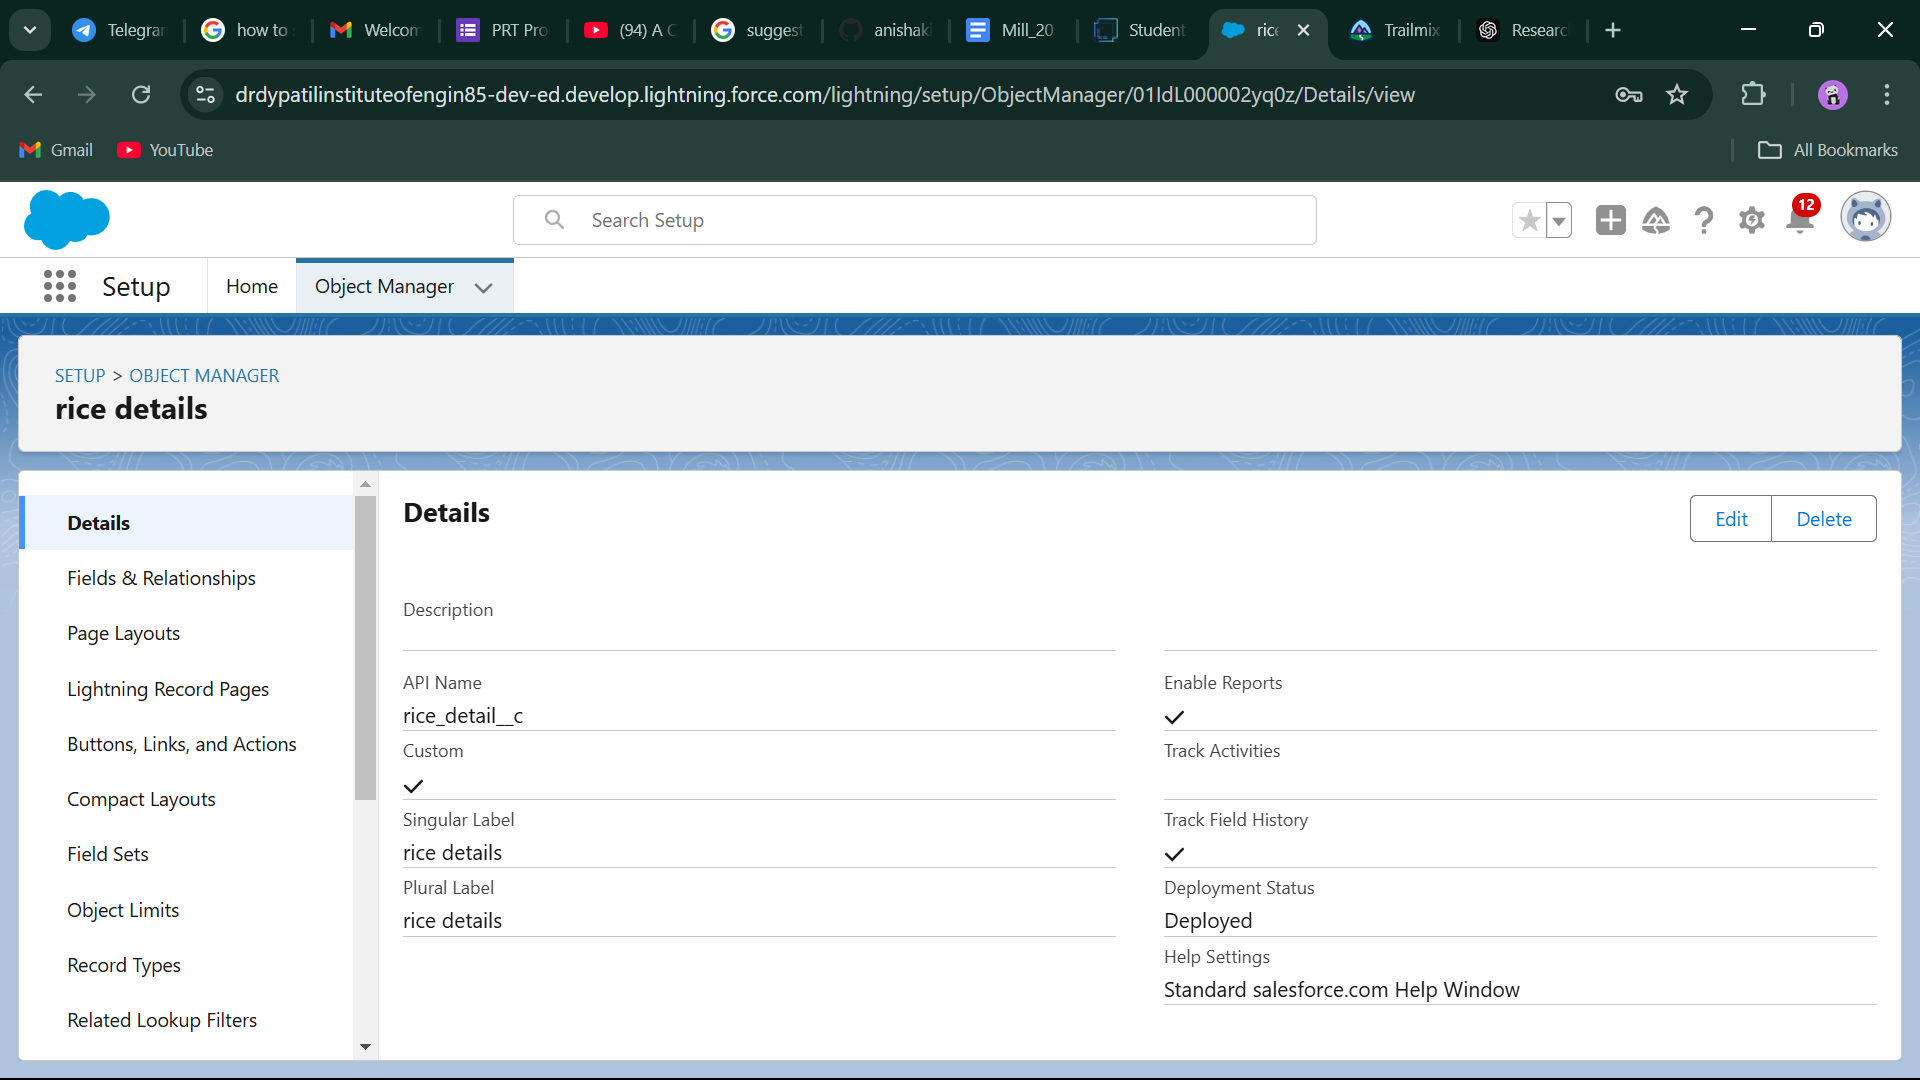 Telegram
how to
Welcom
PRT Pro
(94) A C
suggest
anishak
Mill_20
Student
rice
Trailmix
Researc
drdypatilinstituteofengin85-dev-ed.develop.lightning.force.com/lightning/setup/ObjectManager/01IdL000002yq0z/Details/view
Gmail
YouTube
All Bookmarks
Search Setup
12
Setup
Home
Object Manager
SETUP > OBJECT MANAGER
rice details
Details
Fields & Relationships
Page Layouts
Lightning Record Pages
Buttons, Links, and Actions
Compact Layouts
Field Sets
Object Limits
Record Types
Related Lookup Filters
Details
Edit
Delete
Description
API Name
rice_detail__c
Custom
Singular Label
rice details
Plural Label
rice details
Enable Reports
Track Activities
Track Field History
Deployment Status
Deployed
Help Settings
Standard salesforce.com Help Window